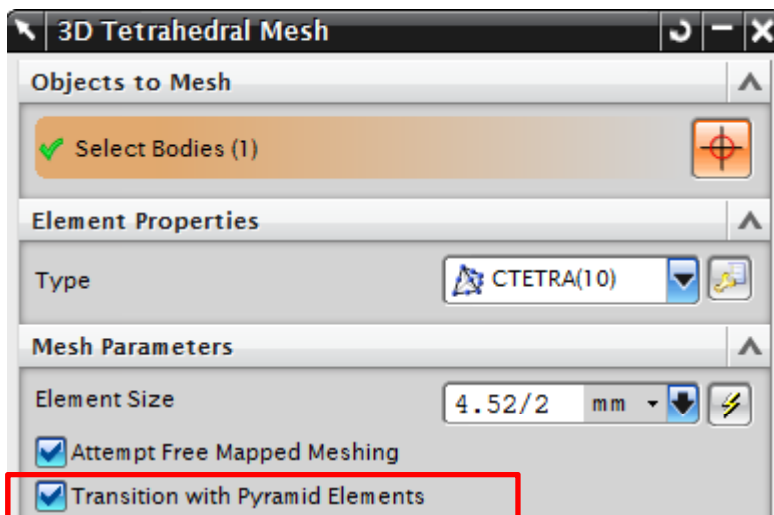 3D Tetrahedral Mesh
Objects to Mesh
Select Bodies (1)
Element Properties
Type CTETRA(10)
Mesh Parameters
Element Size 4.52/2 mm
Attempt Free Mapped Meshing
Transition with Pyramid Elements